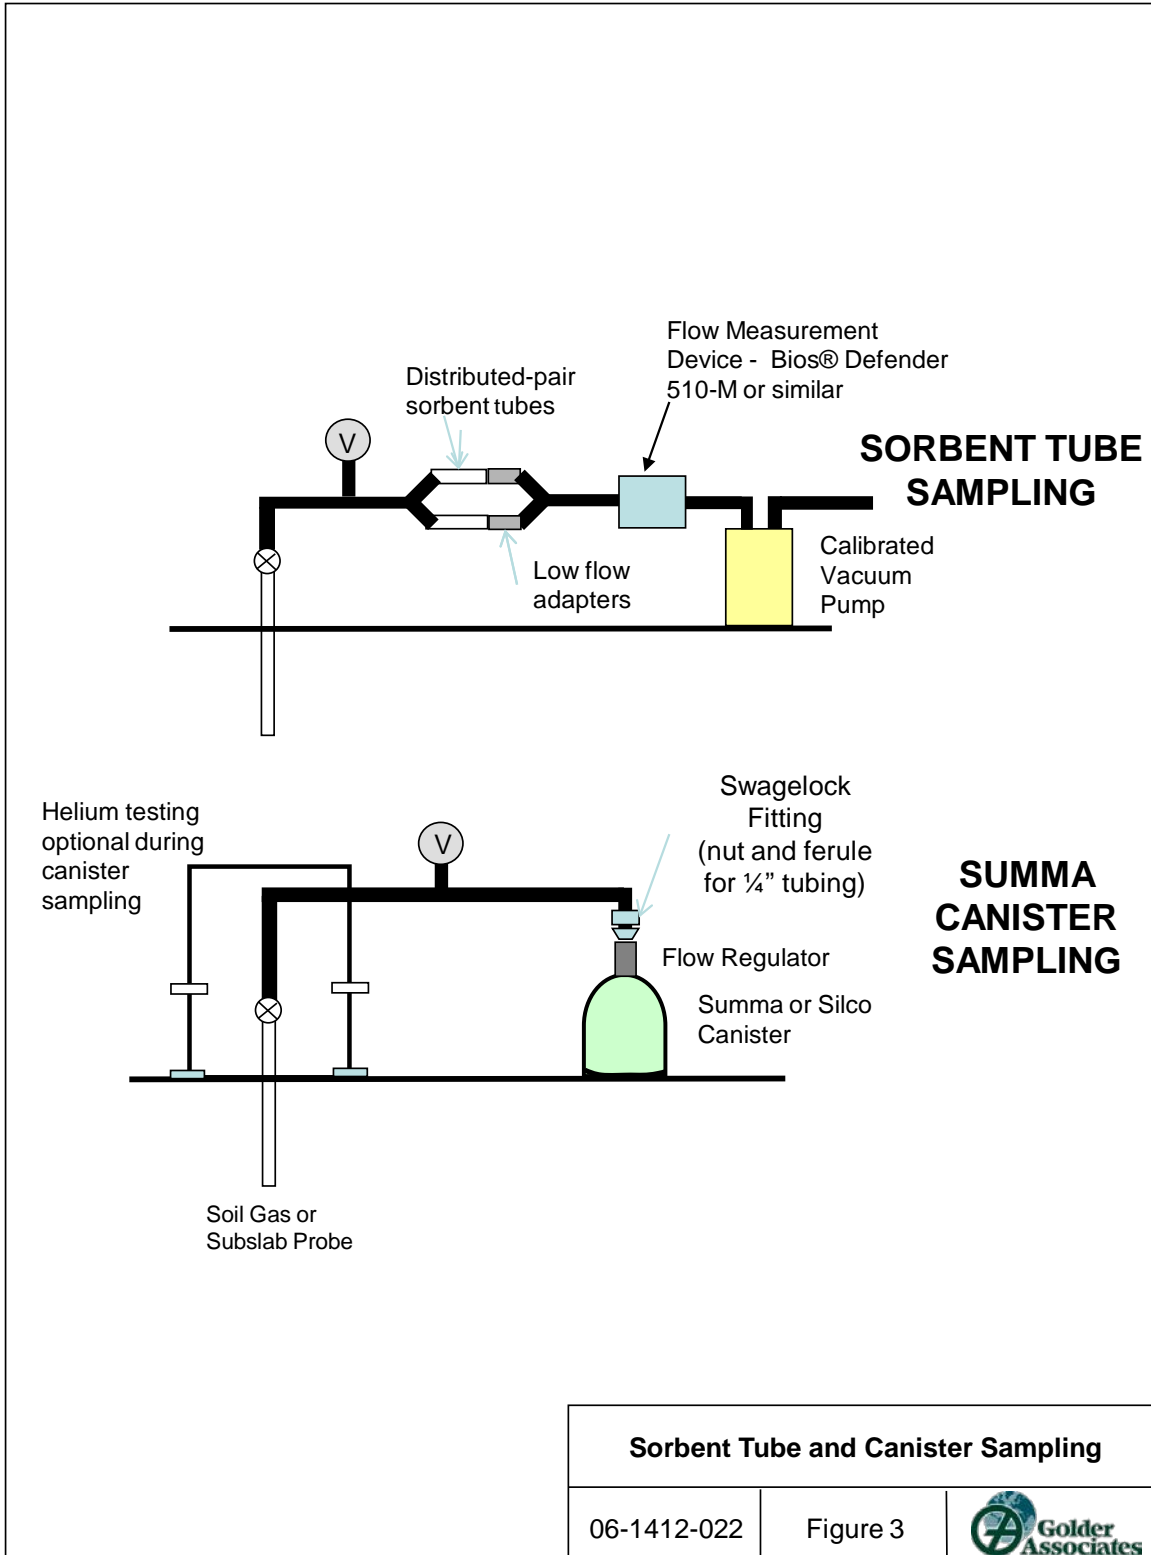 Flow Measurement
Device -  Bios® Defender
510-M or similar
Distributed-pair
sorbent tubes
V
SORBENT TUBE
SAMPLING
Low flow
adapters
Calibrated
Vacuum
Pump
Helium testing
optional during
canister
sampling
V
Swagelock
Fitting
(nut and ferule
for ¼” tubing)
SUMMA
CANISTER
SAMPLING
Flow Regulator
Summa or Silco
Canister
Soil Gas or
Subslab Probe
Sorbent Tube and Canister Sampling
06-1412-022
Figure 3
Golder
Associates